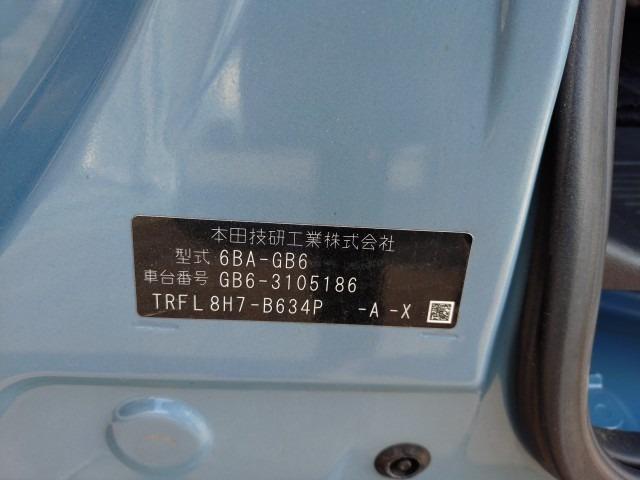 本田技研工業株式会社
型式 6BA-GB6
車台番号 GB6-3105186
TRFL 8H7-B634P -A -X